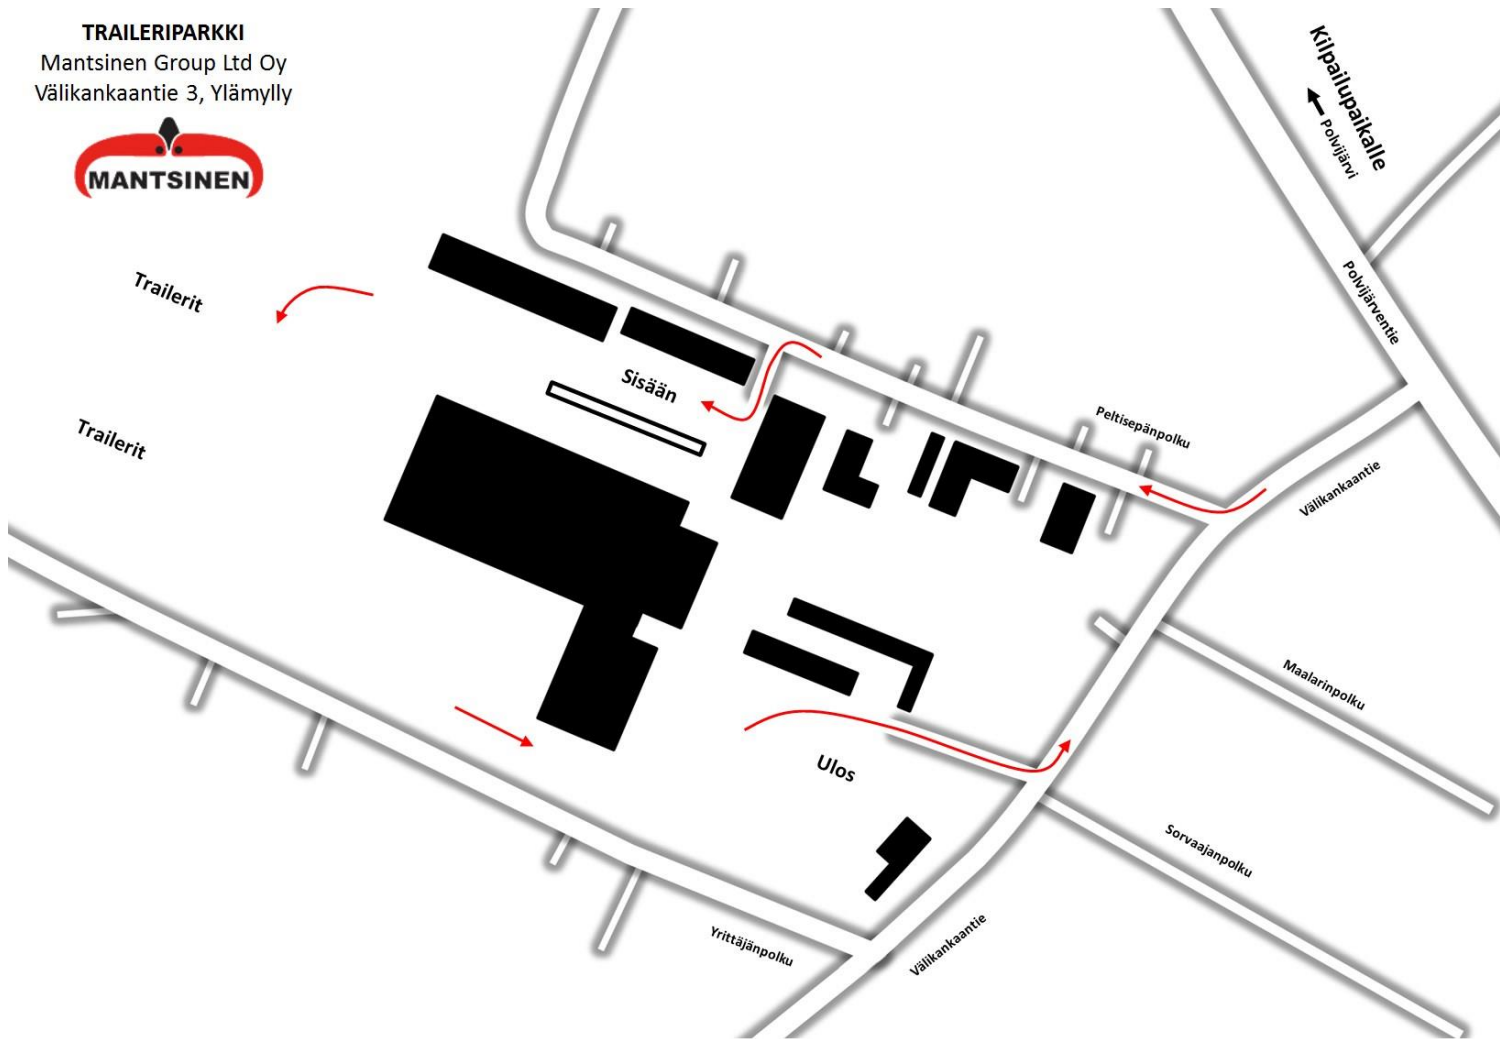 TRAILERIPARKKI
Mantsinen Group Ltd Oy
Välikankaantie 3, Ylämylly
MANTSINEN
Kilpailupaikalle
Polvijärvi
Trailerit
Polvijärventie
Sisään
Peltisepänpolku
Trailerit
Välikankaantie
Maalarinpolku
Ulos
Sorvaajanpolku
Yrittäjänpolku
Välikankaantie